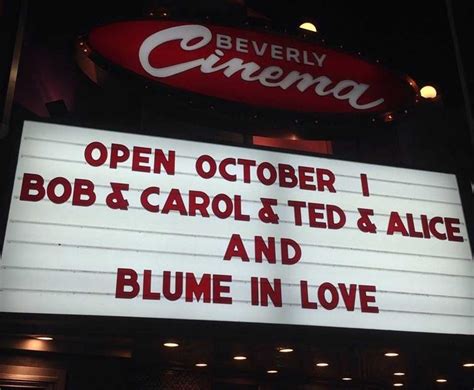 BEVERLY
Cinema
OPEN OCTOBER 1
BOB & CAROL & TED & ALICE
AND
BLUME IN LOVE